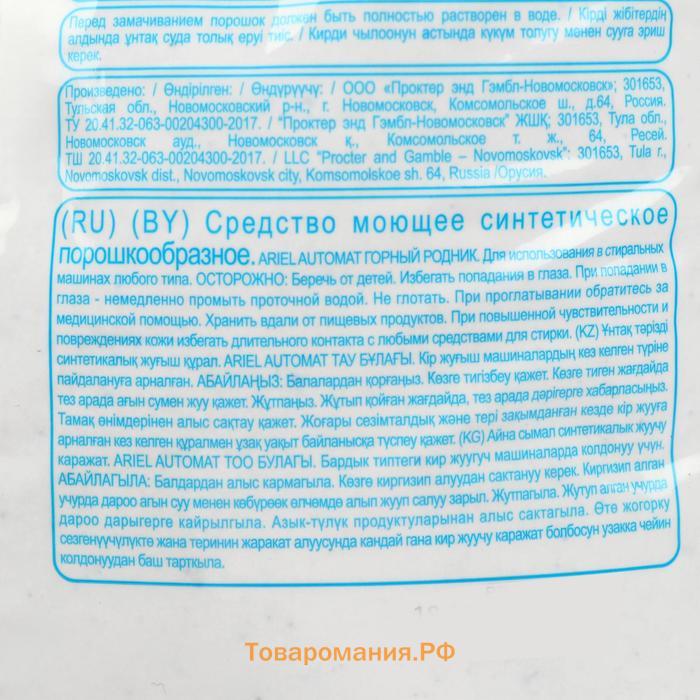 Перед замачиванием порошок должен быть полностью растворен в воде. / Кірді жібітердің
алдында ұнтақ суда толық еруі тиіс. / Кирди чылоонун астында күкүм толугу менен сууга эриш
керек.
Произведено: / Өндірілген: / Өндүрүүчү: / ООО «Проктер энд Гэмбл-Новомосковск»; 301653,
Тульская обл., Новомосковский р-н., г. Новомосковск, Комсомольское ш., д.64, Россия.
ТУ 20.41.32-063-00204300-2017. / "Проктер энд Гэмбл-Новомосковск" ЖШҚ; 301653, Тула обл.,
Новомосковск ауд., Новомосковск қ., Комсомольское т. ж., 64, Ресей.
ТШ 20.41.32-063-00204300-2017. / LLC "Procter and Gamble – Novomoskovsk": 301653, Tula r.,
Novomoskovsk dist., Novomoskovsk city, Komsomolskoe sh. 64, Russia /Орусия.
(RU) (BY) Средство моющее синтетическое
порошкообразное. ARIEL AUTOMAT ГОРНЫЙ РОДНИК. Для использования в стиральных
машинах любого типа. ОСТОРОЖНО: Беречь от детей. Избегать попадания в глаза. При попадании в
глаза - немедленно промыть проточной водой. Не глотать. При проглатывании обратитесь за
медицинской помощью. Хранить вдали от пищевых продуктов. При повышенной чувствительности и
повреждениях кожи избегать длительного контакта с любыми средствами для стирки. (KZ) Ұнтақ тәрізді
синтетикалық жуғыш құрал. ARIEL AUTOMAT ТАУ БҰЛАҒЫ. Кір жуғыш машиналардың кез келген түріне
пайдалануға арналған. АБАЙЛАҢЫЗ: Балалардан қорғаңыз. Көзге тигізбеу қажет. Көзге тиген жағдайда
тез арада ағын сумен жуу қажет. Жұтпаңыз. Жұтып қойған жағдайда, тез арада дәрігерге хабарласыңыз.
Тамақ өнімдерінен алыс сақтау қажет. Жоғары сезімталдық және тері зақымданған кезде кір жууға
арналған кез келген құралмен ұзақ уақыт байланысқа түспеу қажет. (KG) Айна сымал синтетикалык жуучу
каражат. ARIEL AUTOMAT ТОО БУЛАГЫ. Бардык типтеги кир жуугуч машиналарда колдонуу үчүн.
АБАЙЛАГЫЛА: Балдардан алыс кармагыла. Көзгө киргизип алуудан сактануу керек. Киргизип алган
учурда дароо агын суу менен көбүрөөк өлчөмдө алып жууп салуу зарыл. Жутпагыла. Жутуп алган учурда
дароо дарыгерге кайрылгыла. Азык-түлүк продуктуларынан алыс сактагыла. Өтө жогорку
сезгенүүчүлүктө жана теринин жаракат алуусунда кандай гана кир жуучу каражат болбосун узакка чейин
колдонуудан баш тарткыла.
Товаромания.РФ